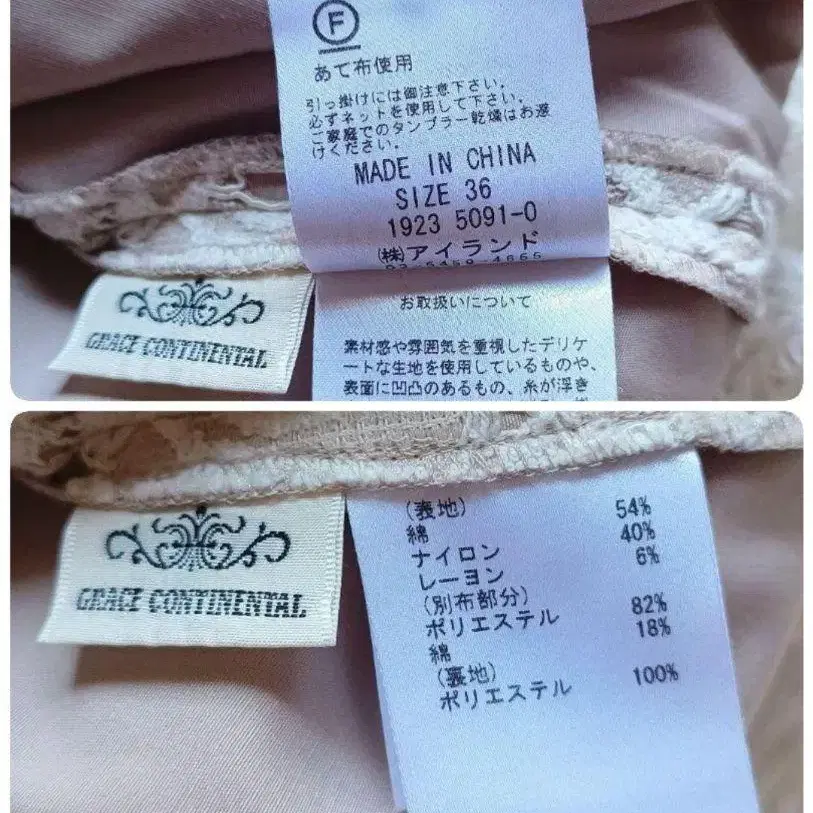 F
あて布使用
引っ掛けには御注意下さい。
必ずネットを使用して下さい。
ご家庭でのタンブラー乾燥はお避
けください。
MADE IN CHINA
SIZE 36
1923 5091-0
(株)アイランド
GRACE CONTINENTAL
お取扱いについて
素材感や雰囲気を重視したデリケ
ートな生地を使用しているものや、
表面に凹凸のあるもの、糸が浮き
GRACE CONTINENTAL
(表地) 54%
綿 40%
ナイロン 6%
レーヨン
(別布部分) 82%
ポリエステル 18%
綿
(裏地) 100%
ポリエステル